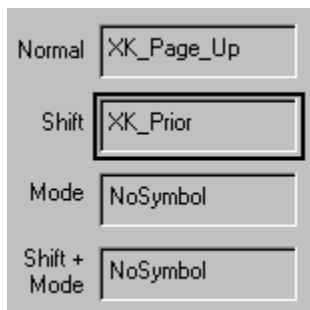 Normal XK_Page_Up
Shift XK_Prior
Mode NoSymbol
Shift +
Mode NoSymbol